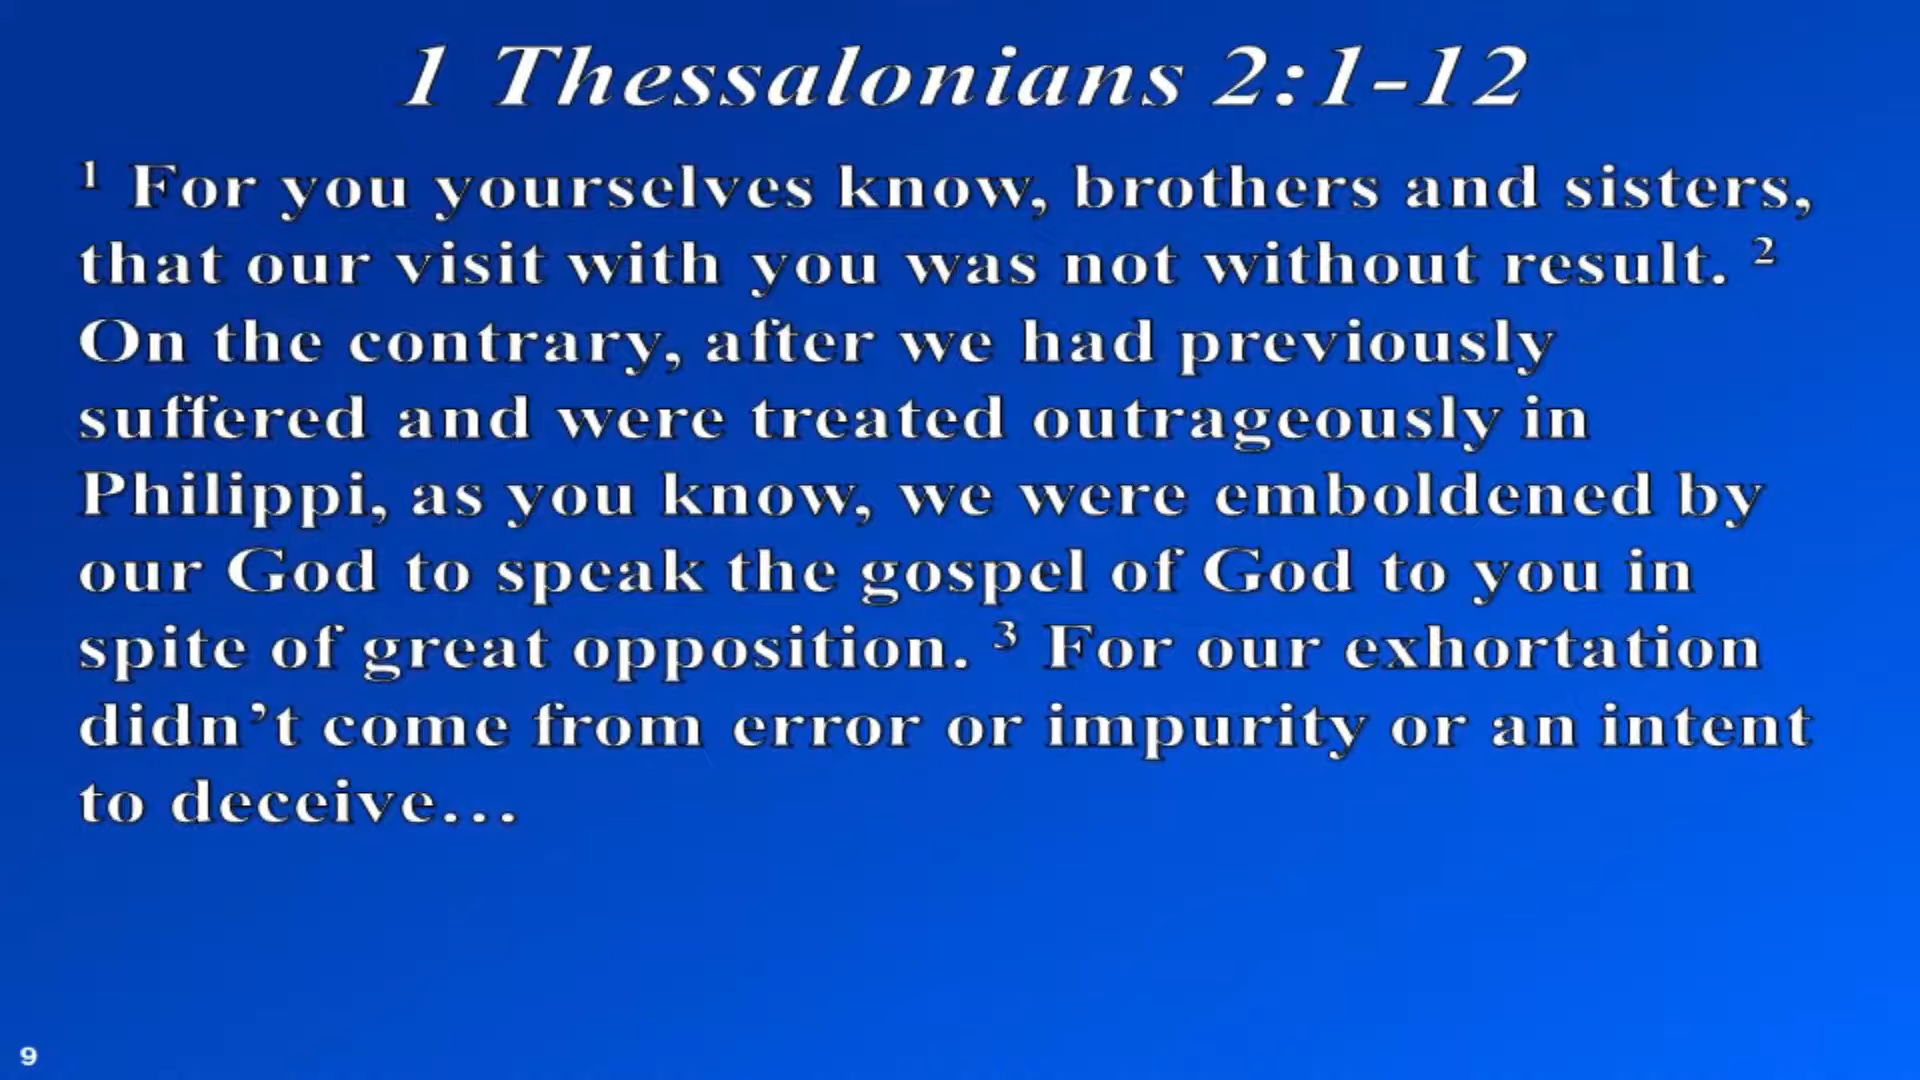 1 Thessalonians 2:1-12
¹ For you yourselves know, brothers and sisters,
that our visit with you was not without result. ²
On the contrary, after we had previously
suffered and were treated outrageously in
Philippi, as you know, we were emboldened by
our God to speak the gospel of God to you in
spite of great opposition. ³ For our exhortation
didn’t come from error or impurity or an intent
to deceive…
9